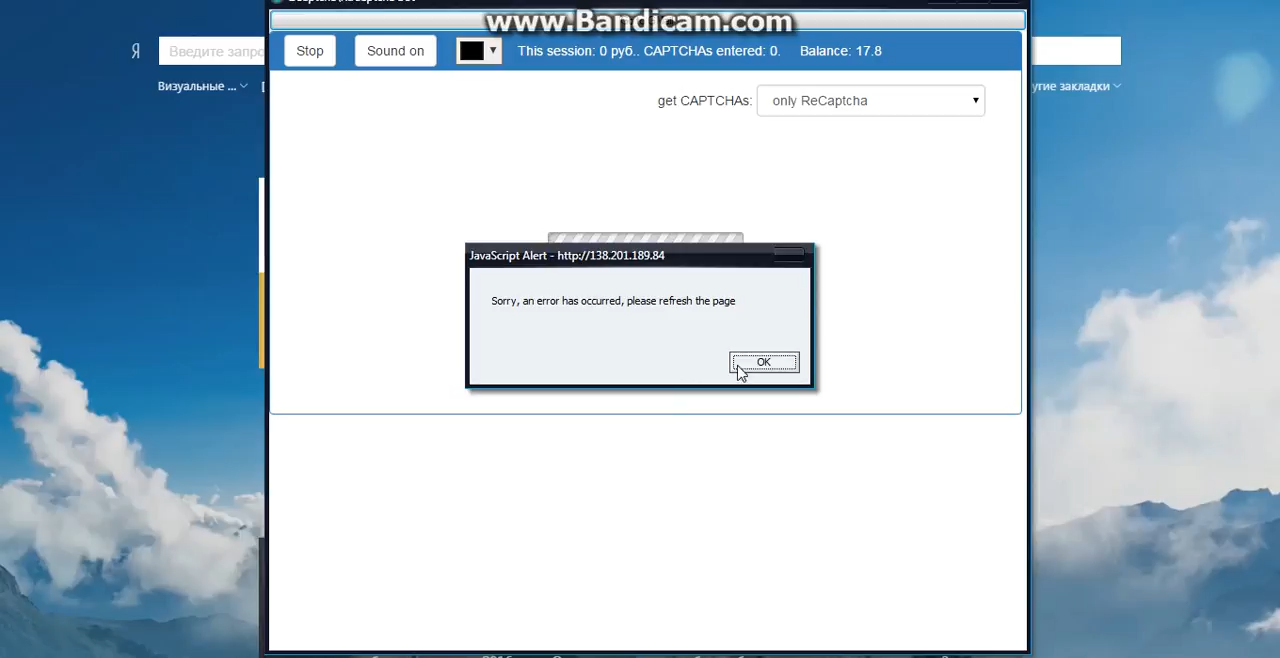 www.Bandicam.com
Я
Введите запро
Визуальные ...
Stop
Sound on
This session: 0 руб.. CAPTCHAs entered: 0.
Balance: 17.8
угие закладки
get CAPTCHAs:
only ReCaptcha
JavaScript Alert - http://138.201.189.84
Sorry, an error has occurred, please refresh the page
OK